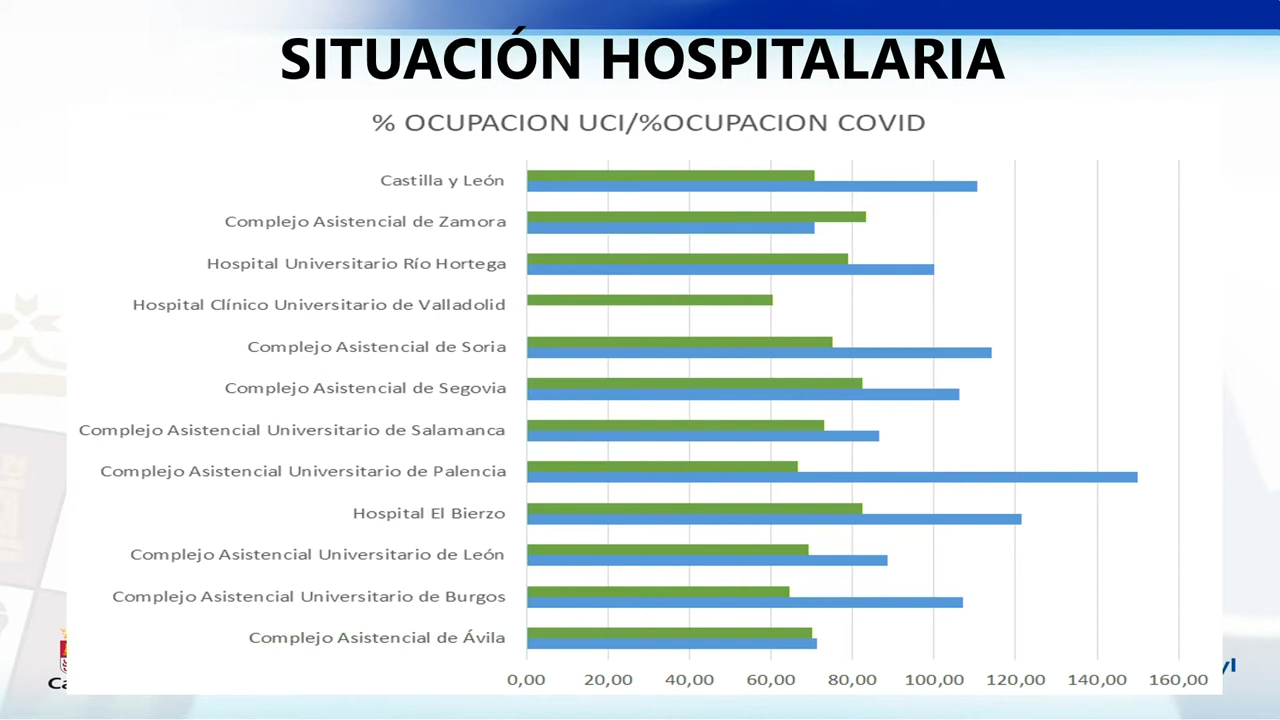 SITUACIÓN HOSPITALARIA
% OCUPACION UCI/%OCUPACION COVID
Castilla y León
Complejo Asistencial de Zamora
Hospital Universitario Río Hortega
Hospital Clínico Universitario de Valladolid
Complejo Asistencial de Soria
Complejo Asistencial de Segovia
Complejo Asistencial Universitario de Salamanca
Complejo Asistencial Universitario de Palencia
Hospital El Bierzo
Complejo Asistencial Universitario de León
Complejo Asistencial Universitario de Burgos
Complejo Asistencial de Ávila
0,00 20,00 40,00 60,00 80,00 100,00 120,00 140,00 160,00